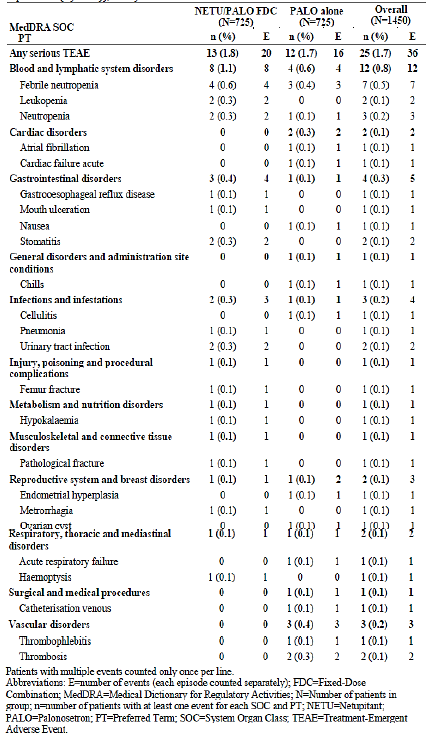 NETU/PALO FDC PALO alone Overall
(N=725) (N=725) (N=1450)
MedDRA SOC
PT n (%) E n (%) E n (%) E
Any serious TEAE 13 (1.8) 20 12 (1.7) 16 25 (1.7) 36
Blood and lymphatic system disorders 8 (1.1) 8 4 (0.6) 4 12 (0.8) 12
Febrile neutropenia 4 (0.6) 4 3 (0.4) 3 7 (0.5) 7
Leukopenia 2 (0.3) 2 0 0 2 (0.1) 2
Neutropenia 2 (0.3) 2 1 (0.1) 1 3 (0.2) 3
Cardiac disorders 0 0 2 (0.3) 2 2 (0.1) 2
Atrial fibrillation 0 0 1 (0.1) 1 1 (0.1) 1
Cardiac failure acute 0 0 1 (0.1) 1 1 (0.1) 1
Gastrointestinal disorders 3 (0.4) 4 1 (0.1) 1 4 (0.3) 5
Gastrooesophageal reflux disease 1 (0.1) 1 0 0 1 (0.1) 1
Mouth ulceration 1 (0.1) 1 0 0 1 (0.1) 1
Nausea 0 0 1 (0.1) 1 1 (0.1) 1
Stomatitis 2 (0.3) 2 0 0 2 (0.1) 2
General disorders and administration site 0 0 1 (0.1) 1 1 (0.1) 1
conditions
Chills 0 0 1 (0.1) 1 1 (0.1) 1
Infections and infestations 2 (0.3) 3 1 (0.1) 1 3 (0.2) 4
Cellulitis 0 0 1 (0.1) 1 1 (0.1) 1
Pneumonia 1 (0.1) 1 0 0 1 (0.1) 1
Urinary tract infection 2 (0.3) 2 0 0 2 (0.1) 2
Injury, poisoning and procedural 1 (0.1) 1 0 0 1 (0.1) 1
complications
Femur fracture 1 (0.1) 1 0 0 1 (0.1) 1
Metabolism and nutrition disorders 1 (0.1) 1 0 0 1 (0.1) 1
Hypokalaemia 1 (0.1) 1 0 0 1 (0.1) 1
Musculoskeletal and connective tissue 1 (0.1) 1 0 0 1 (0.1) 1
disorders
Pathological fracture 1 (0.1) 1 0 0 1 (0.1) 1
Reproductive system and breast disorders 1 (0.1) 1 1 (0.1) 2 2 (0.1) 3
Endometrial hyperplasia 0 0 1 (0.1) 1 1 (0.1) 1
Metrorrhagia 1 (0.1) 1 0 0 1 (0.1) 1
Ovarian cyst 0 0 1 (0.1) 1 1 (0.1) 1
Respiratory, thoracic and mediastinal 1 (0.1) 1 1 (0.1) 1 2 (0.1) 2
disorders
Acute respiratory failure 0 0 1 (0.1) 1 1 (0.1) 1
Haemoptysis 1 (0.1) 1 0 0 1 (0.1) 1
Surgical and medical procedures 0 0 1 (0.1) 1 1 (0.1) 1
Catheterisation venous 0 0 1 (0.1) 1 1 (0.1) 1
Vascular disorders 0 0 3 (0.4) 3 3 (0.2) 3
Thrombophlebitis 0 0 1 (0.1) 1 1 (0.1) 1
Thrombosis 0 0 2 (0.3) 2 2 (0.1) 2
Patients with multiple events counted only once per line.
Abbreviations: E=number of events (each episode counted separately); FDC=Fixed-Dose
Combination; MedDRA=Medical Dictionary for Regulatory Activities; N=Number of patients in
group; n=number of patients with at least one event for each SOC and PT; NETU=Netupitant;
PALO=Palonosetron; PT=Preferred Term; SOC=System Organ Class; TEAE=Treatment-Emergent
Adverse Event.